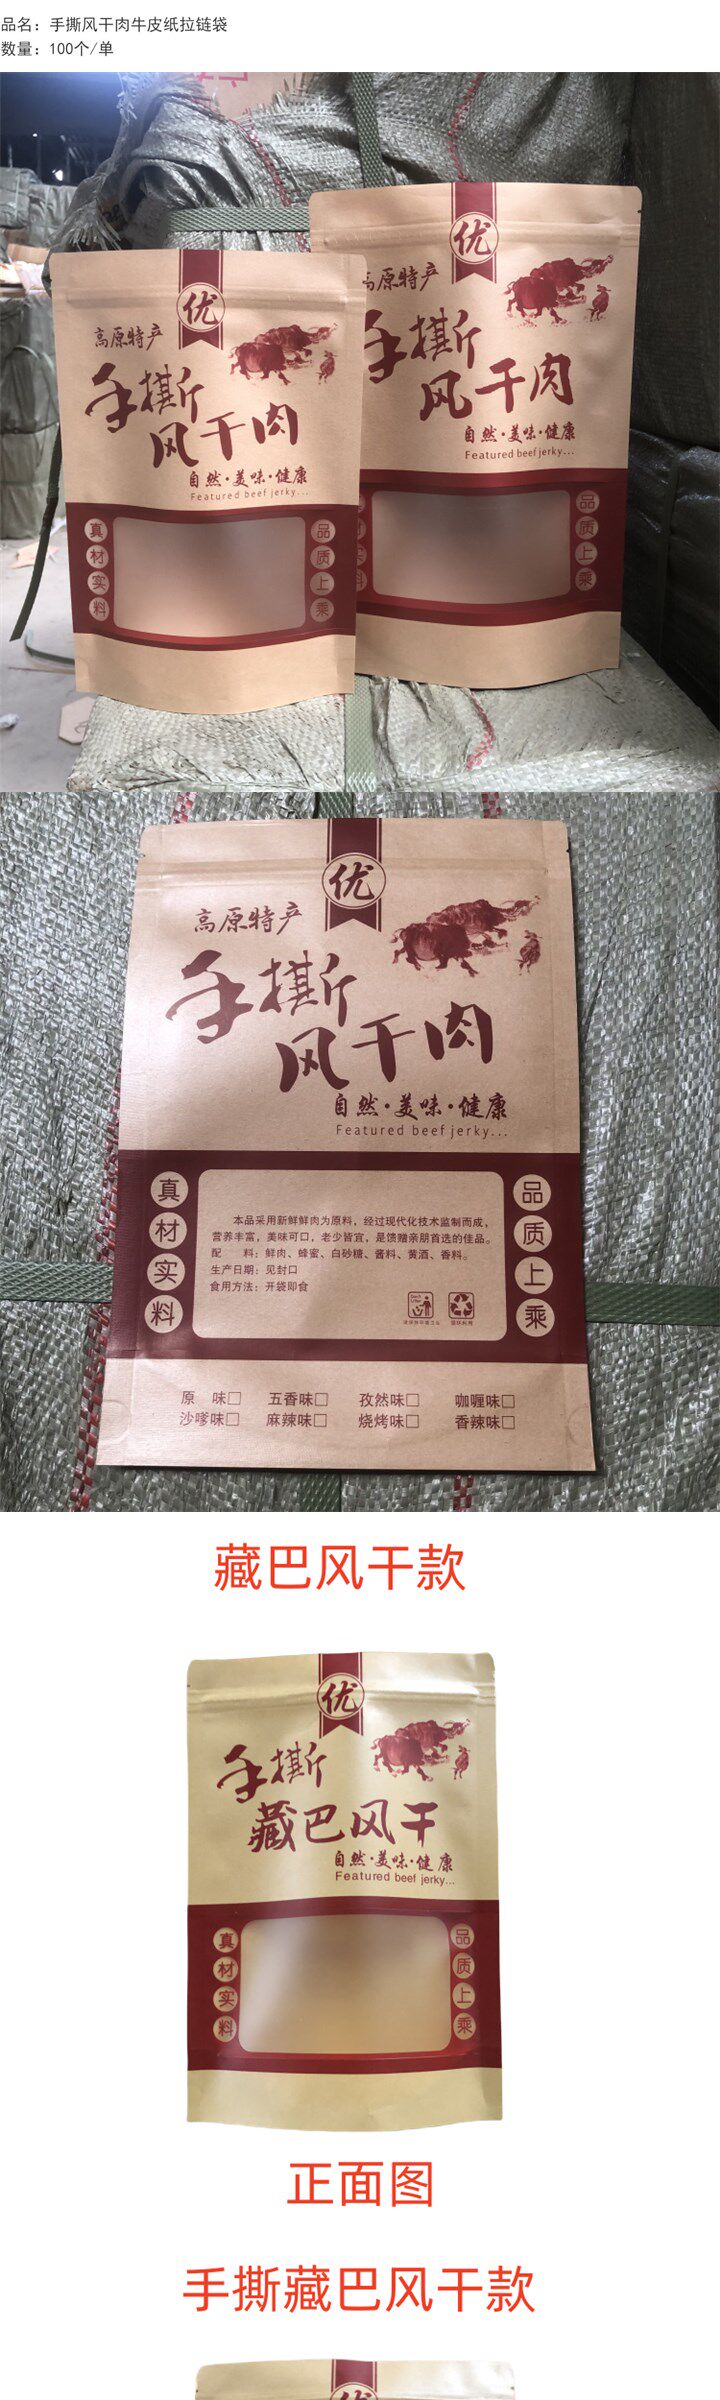 品名：手撕风干肉牛皮纸拉链袋
数量：100个/单
优
高原特产
手撕
风干肉
自然·美味·健康
Featured beef jerky...
真材实料
品质上乘
优
高原特产
手撕
风干肉
自然·美味·健康
Featured beef jerky...
品质上乘
优
高原特产
手撕
风干肉
自然·美味·健康
Featured beef jerky...
真材实料
品质上乘
本品采用新鲜鲜肉为原料，经过现代化技术监制而成，
营养丰富，美味可口，老少皆宜，是馈赠亲朋首选的佳品。
配 料：鲜肉、蜂蜜、白砂糖、酱料、黄酒、香料。
生产日期：见封口
食用方法：开袋即食
原 味□ 五香味□ 孜然味□ 咖喱味□
沙嗲味□ 麻辣味□ 烧烤味□ 香辣味□
藏巴风干款
优
手撕
藏巴风干
自然·美味·健康
Featured beef jerky...
真材实料
品质上乘
正面图
手撕藏巴风干款